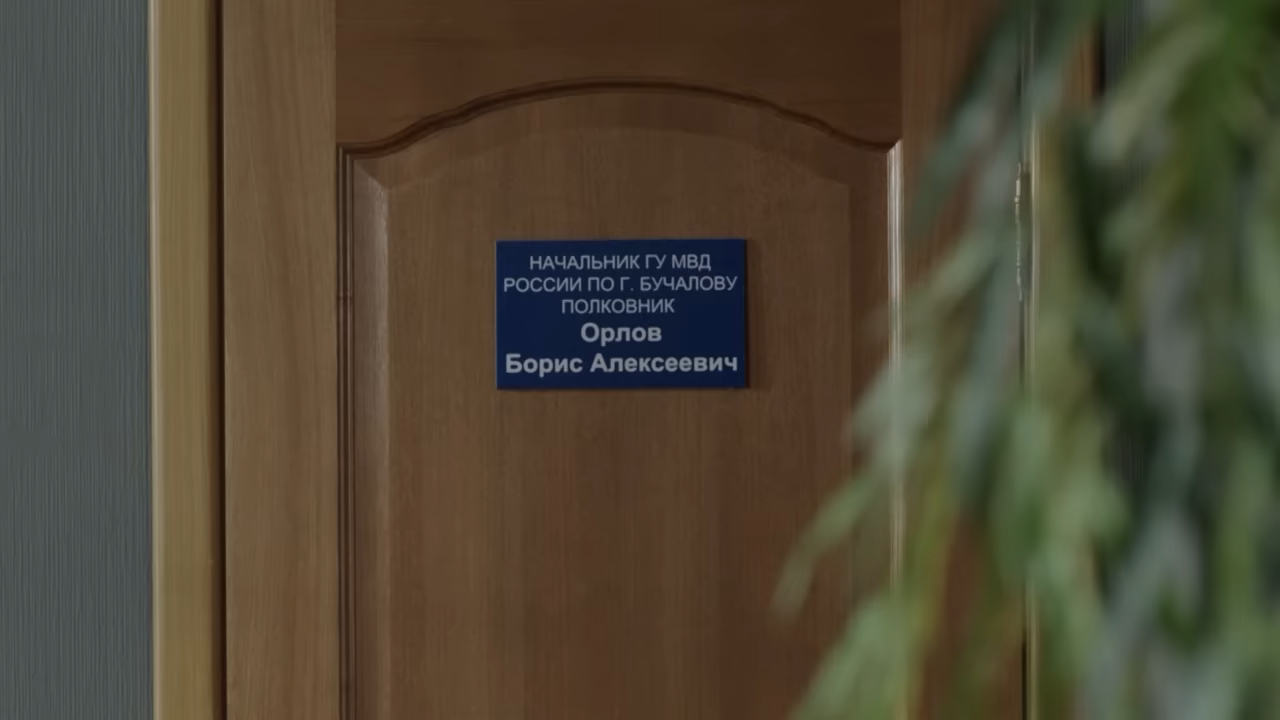 НАЧАЛЬНИК ГУ МВД
РОССИИ ПО Г. БУЧАЛОВУ
ПОЛКОВНИК
Орлов
Борис Алексеевич